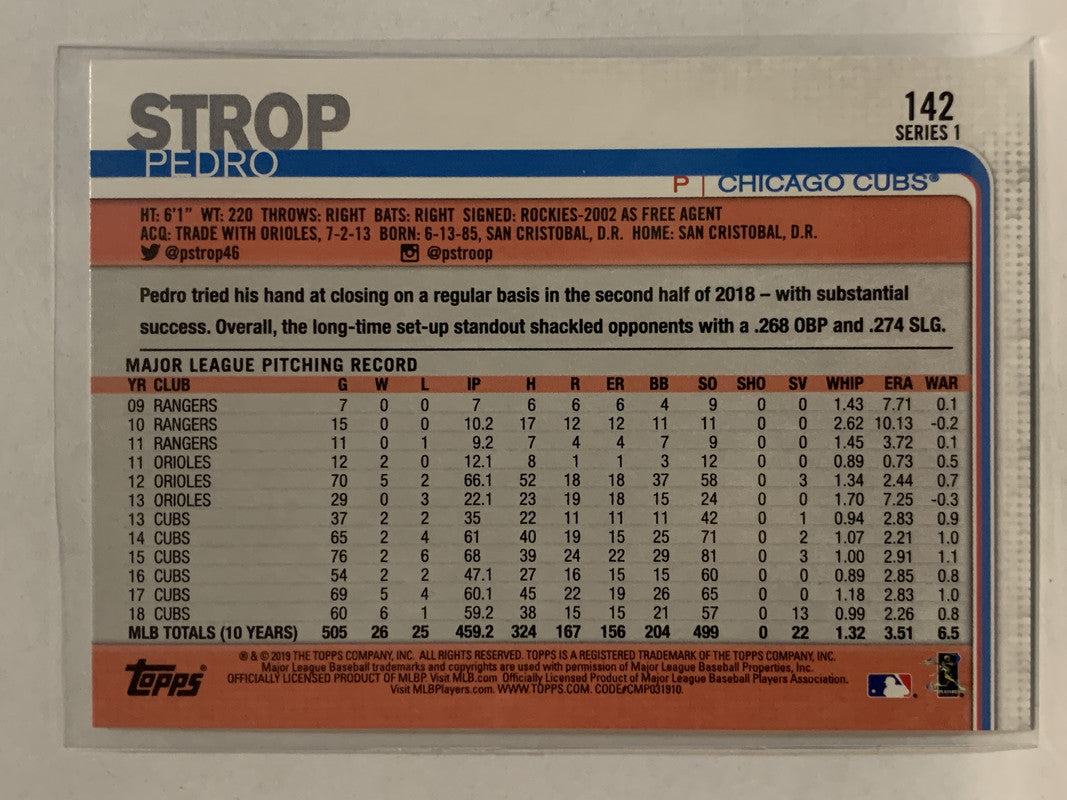 STROP
PEDRO
142
SERIES 1
P | CHICAGO CUBS®
HT: 6'1" WT: 220 THROWS: RIGHT BATS: RIGHT SIGNED: ROCKIES-2002 AS FREE AGENT
ACQ: TRADE WITH ORIOLES, 7-2-13 BORN: 6-13-85, SAN CRISTOBAL, D.R. HOME: SAN CRISTOBAL, D.R.
@pstrop46 @pstroop
Pedro tried his hand at closing on a regular basis in the second half of 2018 – with substantial
success. Overall, the long-time set-up standout shackled opponents with a .268 OBP and .274 SLG.
MAJOR LEAGUE PITCHING RECORD
YR CLUB G W L IP H R ER BB SO SHO SV WHIP ERA WAR
09 RANGERS 7 0 0 7 6 6 6 4 9 0 0 1.43 7.71 0.1
10 RANGERS 15 0 0 10.2 17 12 12 11 11 0 0 2.62 10.13 -0.2
11 RANGERS 11 0 1 9.2 7 4 4 7 9 0 0 1.45 3.72 0.1
11 ORIOLES 12 2 0 12.1 8 1 1 3 12 0 0 0.89 0.73 0.5
12 ORIOLES 70 5 2 66.1 52 18 18 37 58 0 3 1.34 2.44 0.7
13 ORIOLES 29 0 3 22.1 23 19 18 15 24 0 0 1.70 7.25 -0.3
13 CUBS 37 2 2 35 22 11 11 11 42 0 1 0.94 2.83 0.9
14 CUBS 65 2 4 61 40 19 15 25 71 0 2 1.07 2.21 1.0
15 CUBS 76 2 6 68 39 24 22 29 81 0 3 1.00 2.91 1.1
16 CUBS 54 2 2 47.1 27 16 15 15 60 0 0 0.89 2.85 0.8
17 CUBS 69 5 4 60.1 45 22 19 26 65 0 0 1.18 2.83 1.0
18 CUBS 60 6 1 59.2 38 15 15 21 57 0 13 0.99 2.26 0.8
MLB TOTALS (10 YEARS) 505 26 25 459.2 324 167 156 204 499 0 22 1.32 3.51 6.5
topps®
® & © 2019 THE TOPPS COMPANY, INC. ALL RIGHTS RESERVED. TOPPS IS A REGISTERED TRADEMARK OF THE TOPPS COMPANY, INC.
Major League Baseball trademarks and copyrights are used with permission of Major League Baseball Properties, Inc.
OFFICIALLY LICENSED PRODUCT OF MLBP. Visit MLB.com Officially Licensed Product of Major League Baseball Players Association.
Visit MLBPlayers.com. WWW.TOPPS.COM. CODE#CMP031910.